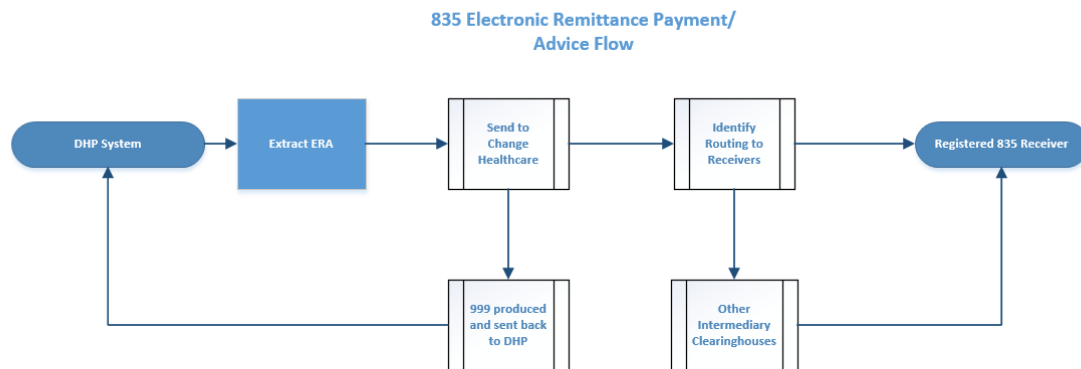 835 Electronic Remittance Payment/
Advice Flow
DHP System
Extract ERA
Send to
Change
Healthcare
Identify
Routing to
Receivers
Registered 835 Receiver
999 produced
and sent back
to DHP
Other
Intermediary
Clearinghouses